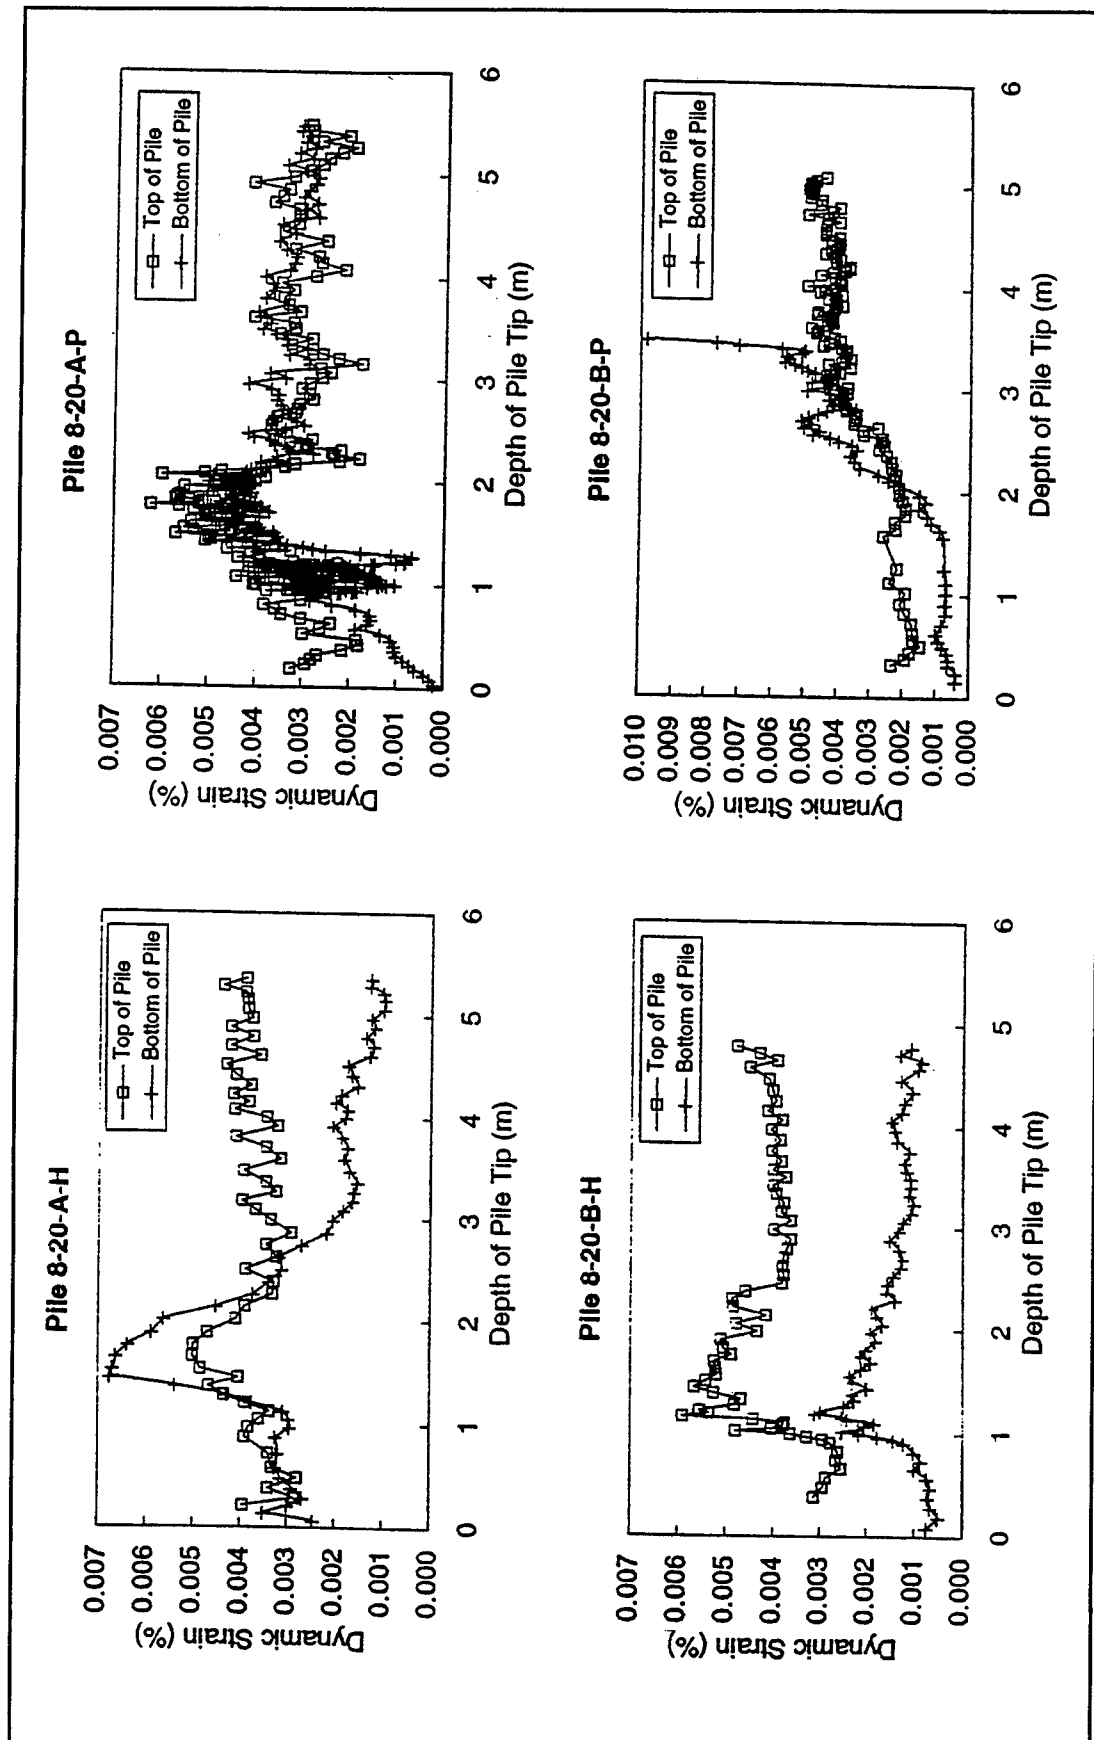 Pile 8-20-A-H
Dynamic Strain (%)
0.007
0.006
0.005
0.004
0.003
0.002
0.001
0.000
Top of Pile
Bottom of Pile
0 1 2 3 4 5 6
Depth of Pile Tip (m)
Pile 8-20-A-P
Dynamic Strain (%)
0.007
0.006
0.005
0.004
0.003
0.002
0.001
0.000
Top of Pile
Bottom of Pile
0 1 2 3 4 5 6
Depth of Pile Tip (m)
Pile 8-20-B-H
Dynamic Strain (%)
0.007
0.006
0.005
0.004
0.003
0.002
0.001
0.000
Top of Pile
Bottom of Pile
0 1 2 3 4 5 6
Depth of Pile Tip (m)
Pile 8-20-B-P
Dynamic Strain (%)
0.010
0.009
0.008
0.007
0.006
0.005
0.004
0.003
0.002
0.001
0.000
Top of Pile
Bottom of Pile
0 1 2 3 4 5 6
Depth of Pile Tip (m)